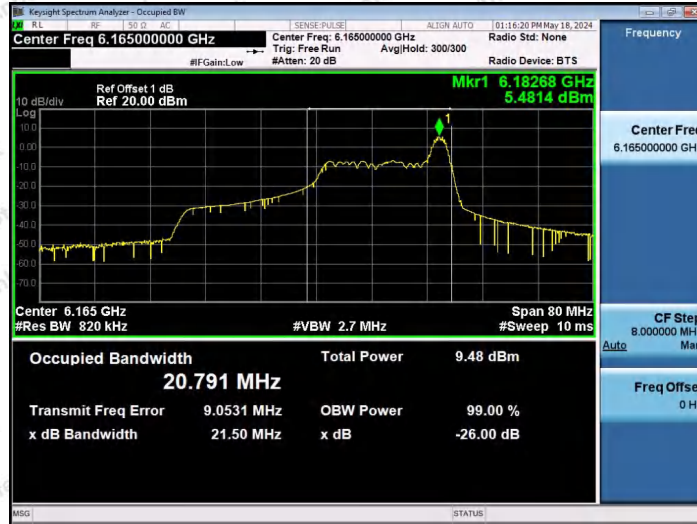 Keysight Spectrum Analyzer - Occupied BW
LXI RL RF 50 Ω AC SENSE:PULSE ALIGN AUTO 01:16:20 PM May 18, 2024
Center Freq 6.165000000 GHz
Center Freq: 6.165000000 GHz
Radio Std: None
Trig: Free Run Avg|Hold: 300/300
#IFGain:Low #Atten: 20 dB Radio Device: BTS
Ref Offset 1 dB
Mkr1 6.18268 GHz
10 dB/div Ref 20.00 dBm 5.4814 dBm
Log
10.0
0.00
-10.0
-20.0
-30.0
-40.0
-50.0
-60.0
-70.0
1
Center 6.165 GHz Span 80 MHz
#Res BW 820 kHz #VBW 2.7 MHz #Sweep 10 ms
Occupied Bandwidth Total Power 9.48 dBm
20.791 MHz
Transmit Freq Error 9.0531 MHz OBW Power 99.00 %
x dB Bandwidth 21.50 MHz x dB -26.00 dB
MSG STATUS
Frequency
Center Fre
6.165000000 GH
CF Step
8.000000 MH
Auto Ma
Freq Offse
0 H